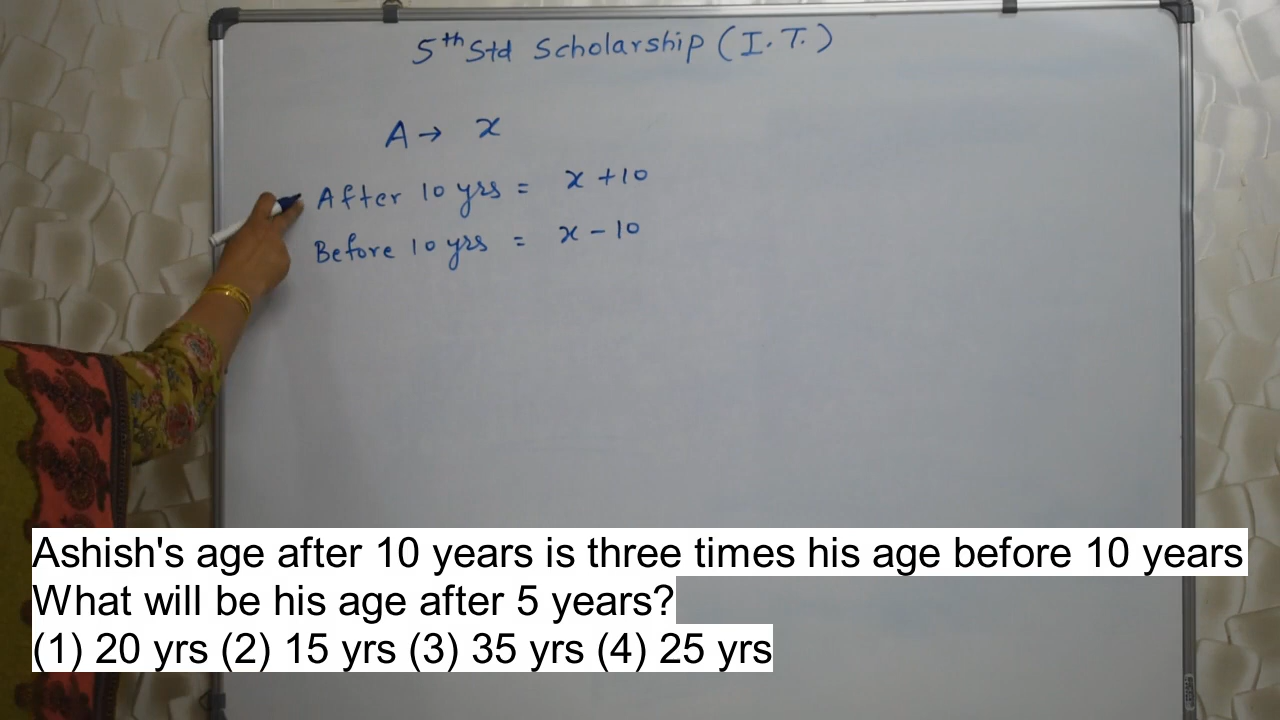 5th Std Scholarship (I.T.)
A → x
After 10 yrs = x +10
Before 10 yrs = x - 10
Ashish's age after 10 years is three times his age before 10 years
What will be his age after 5 years?
(1) 20 yrs (2) 15 yrs (3) 35 yrs (4) 25 yrs